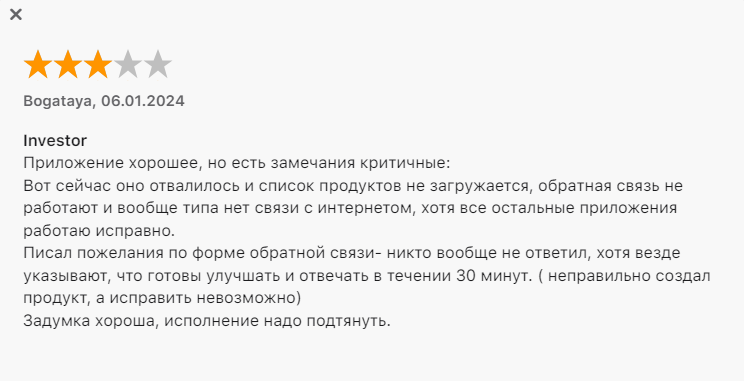 Bogataya, 06.01.2024
Investor
Приложение хорошее, но есть замечания критичные:
Вот сейчас оно отвалилось и список продуктов не загружается, обратная связь не
работают и вообще типа нет связи с интернетом, хотя все остальные приложения
работаю исправно.
Писал пожелания по форме обратной связи- никто вообще не ответил, хотя везде
указывают, что готовы улучшать и отвечать в течении 30 минут. ( неправильно создал
продукт, а исправить невозможно)
Задумка хороша, исполнение надо подтянуть.